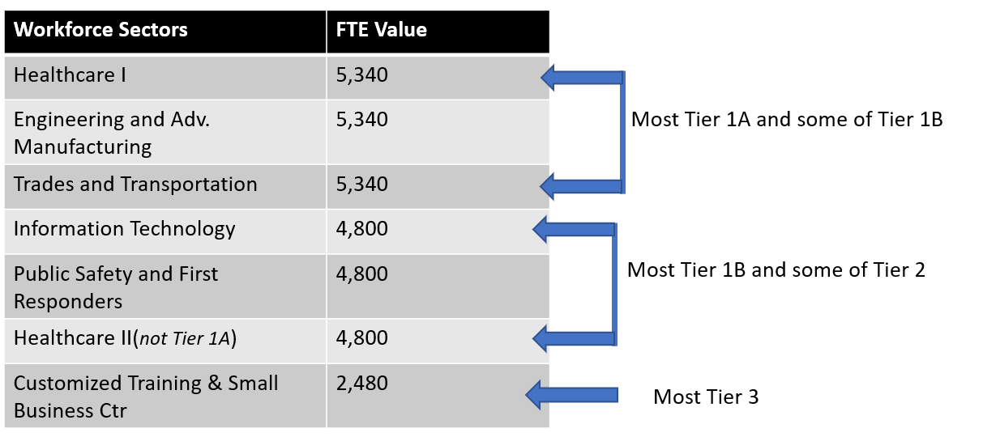 Workforce Sectors FTE Value
Healthcare I 5,340
Engineering and Adv. 5,340
Manufacturing
Most Tier 1A and some of Tier 1B
Trades and Transportation 5,340
Information Technology 4,800
Public Safety and First 4,800
Responders
Most Tier 1B and some of Tier 2
Healthcare II(not Tier 1A) 4,800
Customized Training & Small 2,480
Business Ctr
Most Tier 3